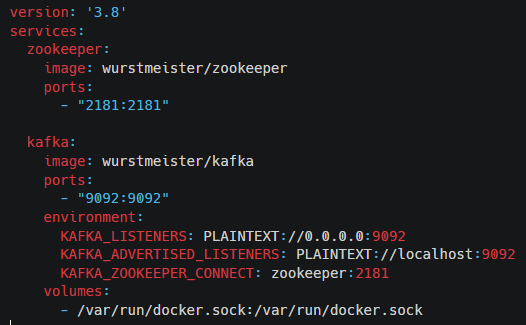 version: '3.8'
services:
  zookeeper:
    image: wurstmeister/zookeeper
    ports:
      - "2181:2181"

  kafka:
    image: wurstmeister/kafka
    ports:
      - "9092:9092"
    environment:
      KAFKA_LISTENERS: PLAINTEXT://0.0.0.0:9092
      KAFKA_ADVERTISED_LISTENERS: PLAINTEXT://localhost:9092
      KAFKA_ZOOKEEPER_CONNECT: zookeeper:2181
    volumes:
      - /var/run/docker.sock:/var/run/docker.sock